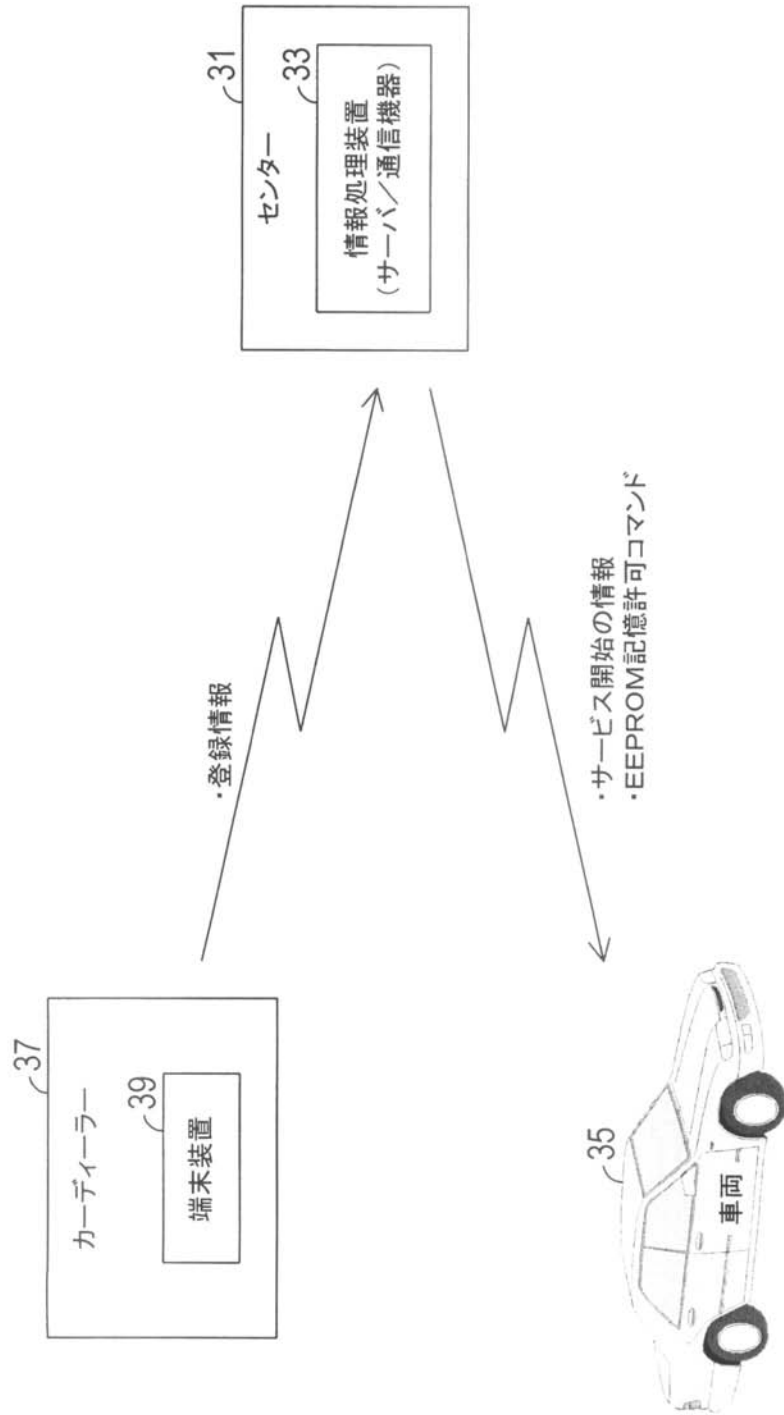 カーディーラー
37
端末装置
39
・登録情報
センター
31
情報処理装置
(サーバ／通信機器)
33
・サービス開始の情報
・EEPROM記憶許可コマンド
車両
35